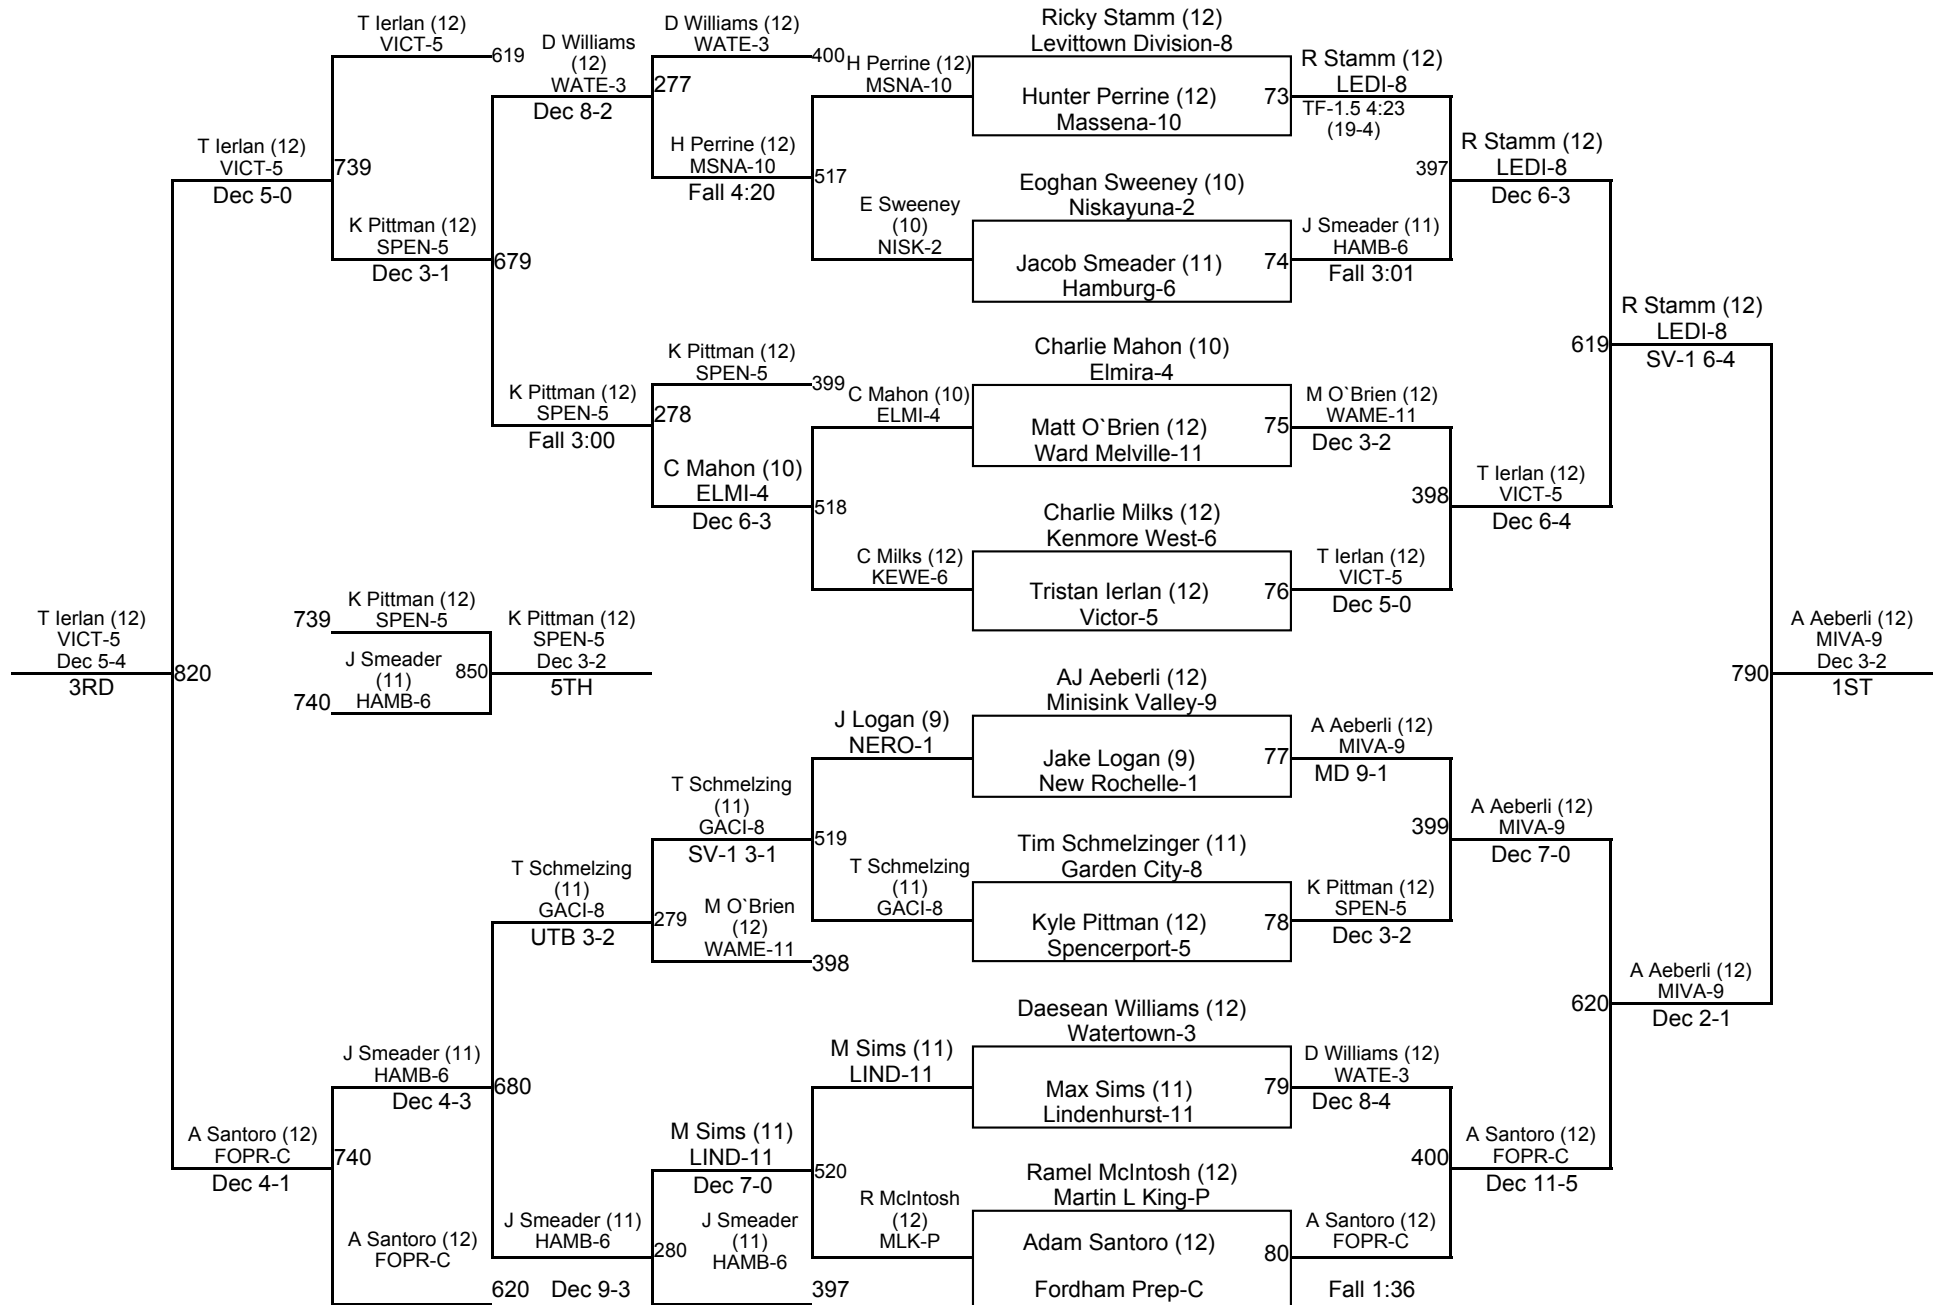 T Ierlan (12)
VICT-5
619
D Williams
(12)
WATE-3
Dec 8-2
D Williams (12)
WATE-3
400
277
H Perrine (12)
MSNA-10
Ricky Stamm (12)
Levittown Division-8
Hunter Perrine (12)
Massena-10
73
R Stamm (12)
LEDI-8
TF-1.5 4:23
(19-4)
T Ierlan (12)
VICT-5
Dec 5-0
739
H Perrine (12)
MSNA-10
Fall 4:20
517
397
R Stamm (12)
LEDI-8
Dec 6-3
K Pittman (12)
SPEN-5
Dec 3-1
679
E Sweeney
(10)
NISK-2
Eoghan Sweeney (10)
Niskayuna-2
Jacob Smeader (11)
Hamburg-6
74
J Smeader (11)
HAMB-6
Fall 3:01
R Stamm (12)
LEDI-8
SV-1 6-4
619
K Pittman (12)
SPEN-5
399
K Pittman (12)
SPEN-5
Fall 3:00
278
C Mahon (10)
ELMI-4
Charlie Mahon (10)
Elmira-4
Matt O`Brien (12)
Ward Melville-11
75
M O`Brien (12)
WAME-11
Dec 3-2
C Mahon (10)
ELMI-4
Dec 6-3
518
398
T Ierlan (12)
VICT-5
Dec 6-4
C Milks (12)
KEWE-6
Charlie Milks (12)
Kenmore West-6
Tristan Ierlan (12)
Victor-5
76
T Ierlan (12)
VICT-5
Dec 5-0
T Ierlan (12)
VICT-5
Dec 5-4
3RD
820
739
K Pittman (12)
SPEN-5
740
J Smeader
(11)
HAMB-6
850
K Pittman (12)
SPEN-5
Dec 3-2
5TH
790
A Aeberli (12)
MIVA-9
Dec 3-2
1ST
J Logan (9)
NERO-1
AJ Aeberli (12)
Minisink Valley-9
Jake Logan (9)
New Rochelle-1
77
A Aeberli (12)
MIVA-9
MD 9-1
T Schmelzing
(11)
GACI-8
SV-1 3-1
519
399
A Aeberli (12)
MIVA-9
Dec 7-0
T Schmelzing
(11)
GACI-8
UTB 3-2
279
M O`Brien
(12)
WAME-11
398
T Schmelzing
(11)
GACI-8
Tim Schmelzinger (11)
Garden City-8
Kyle Pittman (12)
Spencerport-5
78
K Pittman (12)
SPEN-5
Dec 3-2
620
A Aeberli (12)
MIVA-9
Dec 2-1
J Smeader (11)
HAMB-6
Dec 4-3
680
M Sims (11)
LIND-11
Daesean Williams (12)
Watertown-3
Max Sims (11)
Lindenhurst-11
79
D Williams (12)
WATE-3
Dec 8-4
A Santoro (12)
FOPR-C
Dec 4-1
740
M Sims (11)
LIND-11
Dec 7-0
520
400
A Santoro (12)
FOPR-C
Dec 11-5
A Santoro (12)
FOPR-C
620
J Smeader (11)
HAMB-6
Dec 9-3
280
J Smeader
(11)
HAMB-6
397
R McIntosh
(12)
MLK-P
Ramel McIntosh (12)
Martin L King-P
Adam Santoro (12)
Fordham Prep-C
80
A Santoro (12)
FOPR-C
Fall 1:36